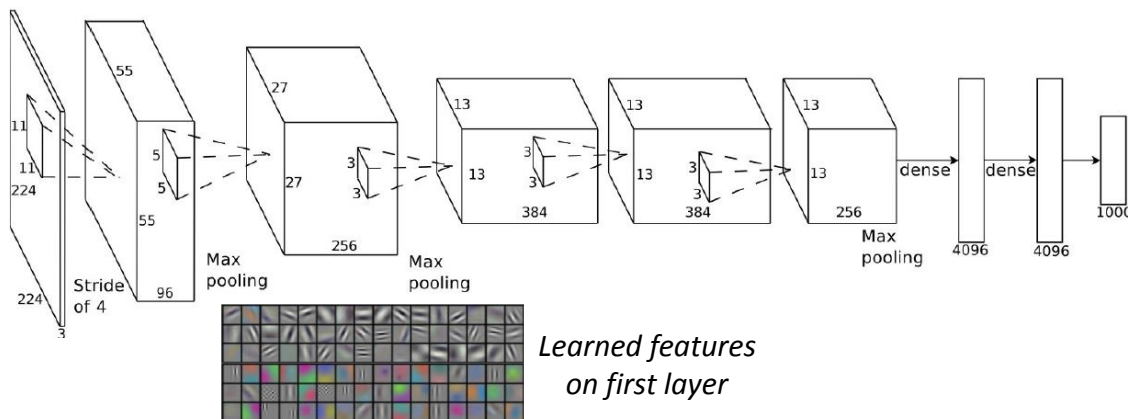 11
11
224
224
3
Stride
of 4
55
55
5
5
96
Max
pooling
27
27
3
3
256
Max
pooling
13
13
3
3
384
13
13
3
3
384
13
13
256
Max
pooling
dense
4096
dense
4096
1000
Learned features
on first layer